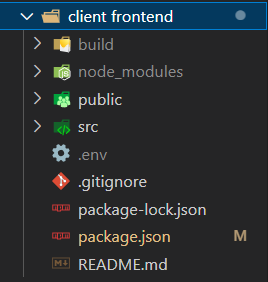 client frontend
build
node_modules
public
src
.env
.gitignore
package-lock.json
package.json M
README.md